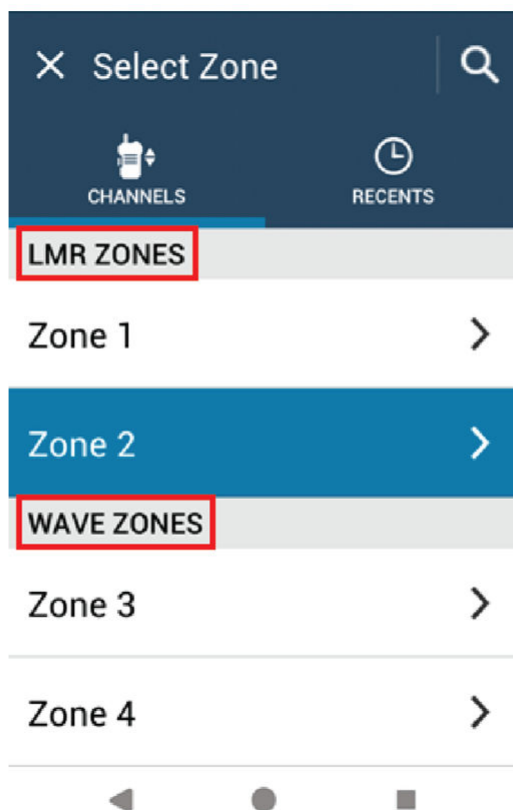 Select Zone
CHANNELS
RECENTS
LMR ZONES
Zone 1
Zone 2
WAVE ZONES
Zone 3
Zone 4